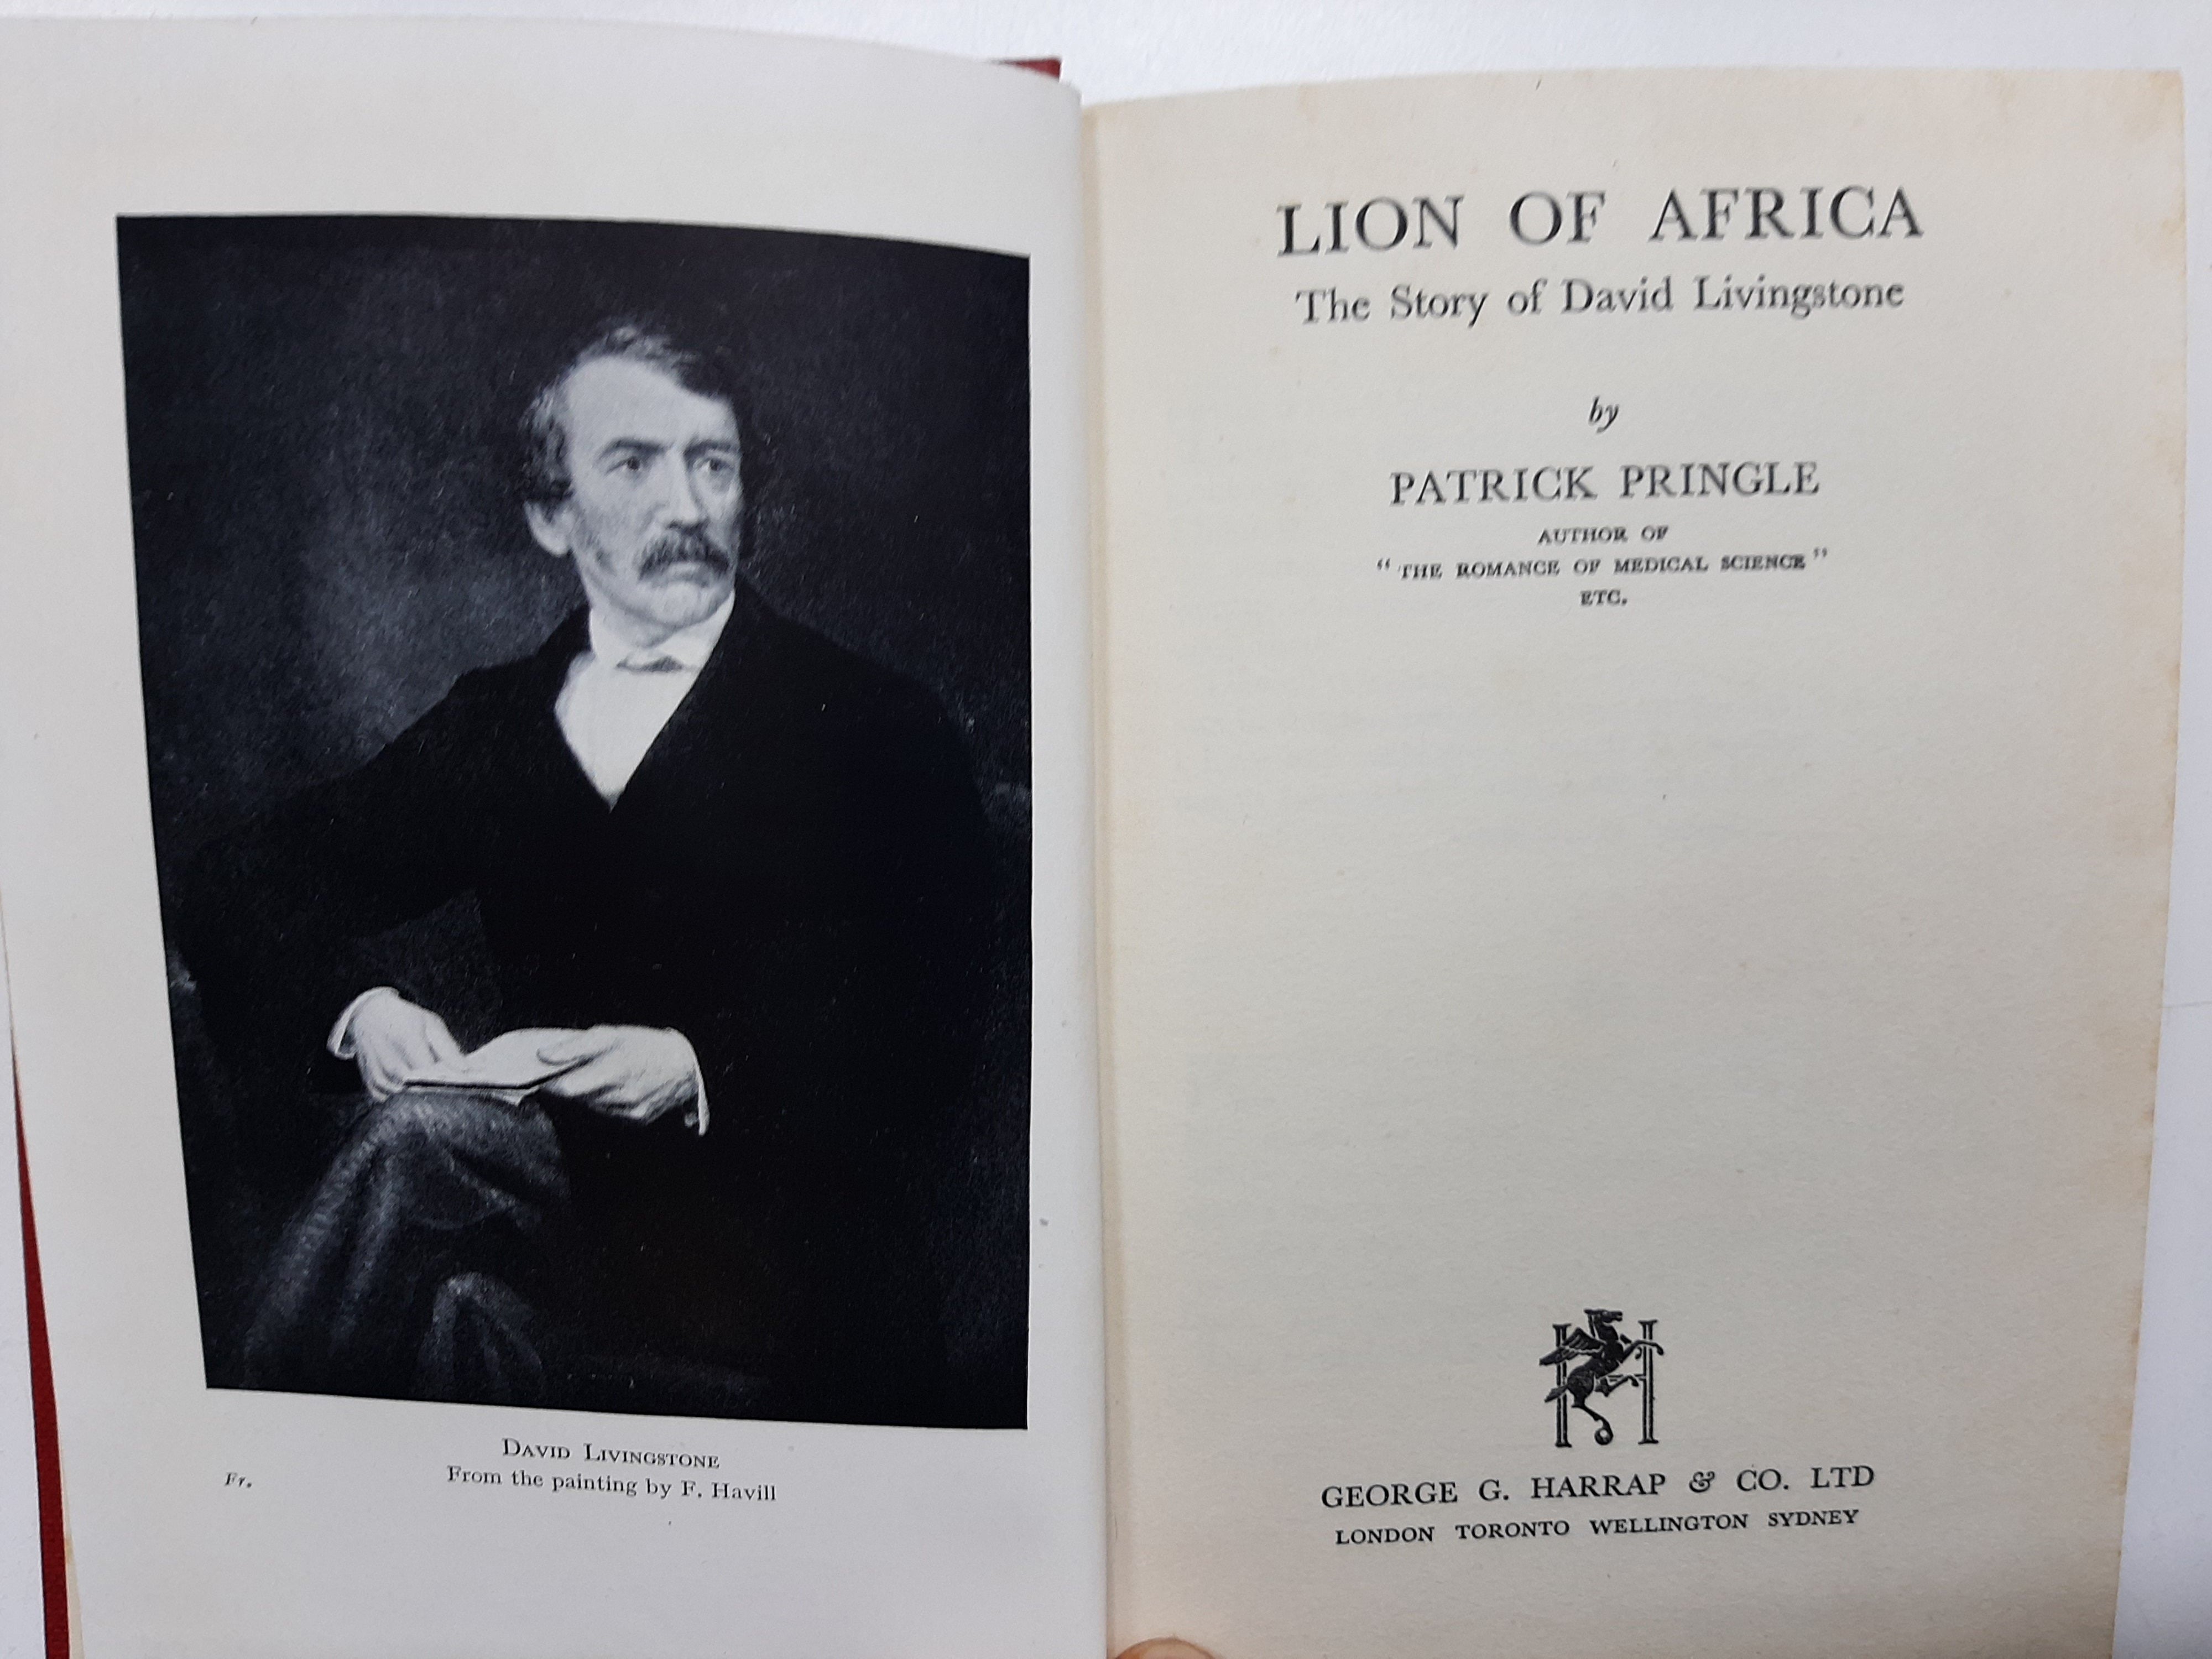 DAVID LIVINGSTONE
From the painting by F. Havill
Fr.
LION OF AFRICA
The Story of David Livingstone
by
PATRICK PRINGLE
AUTHOR OF
“THE ROMANCE OF MEDICAL SCIENCE”
ETC.
H
GEORGE G. HARRAP & CO. LTD
LONDON TORONTO WELLINGTON SYDNEY